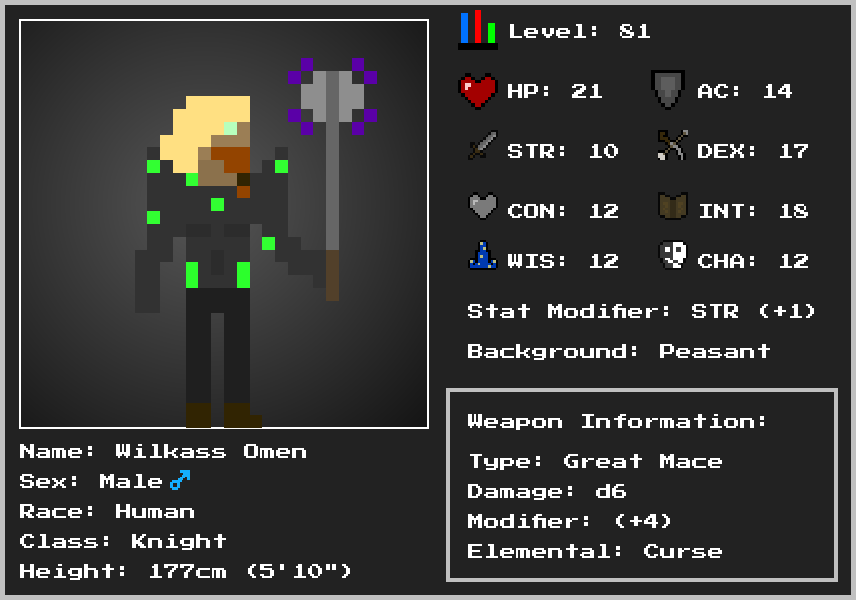 Level: 81
HP: 21
AC: 14
STR: 10
DEX: 17
CON: 12
INT: 18
WIS: 12
CHA: 12
Stat Modifier: STR (+1)
Background: Peasant
Weapon Information:
Type: Great Mace
Damage: d6
Modifier: (+4)
Elemental: Curse
Name: Wilkass Omen
Sex: Male ♂
Race: Human
Class: Knight
Height: 177cm (5'10")